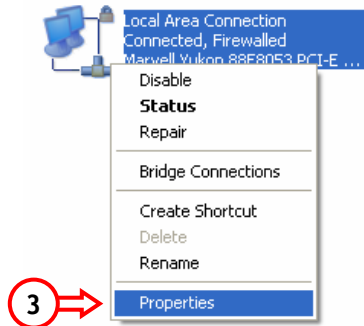 Local Area Connection
Connected, Firewalled
Marvell Yukon 88E8053 PCI-E ...
Disable
Status
Repair
Bridge Connections
Create Shortcut
Delete
Rename
3
Properties